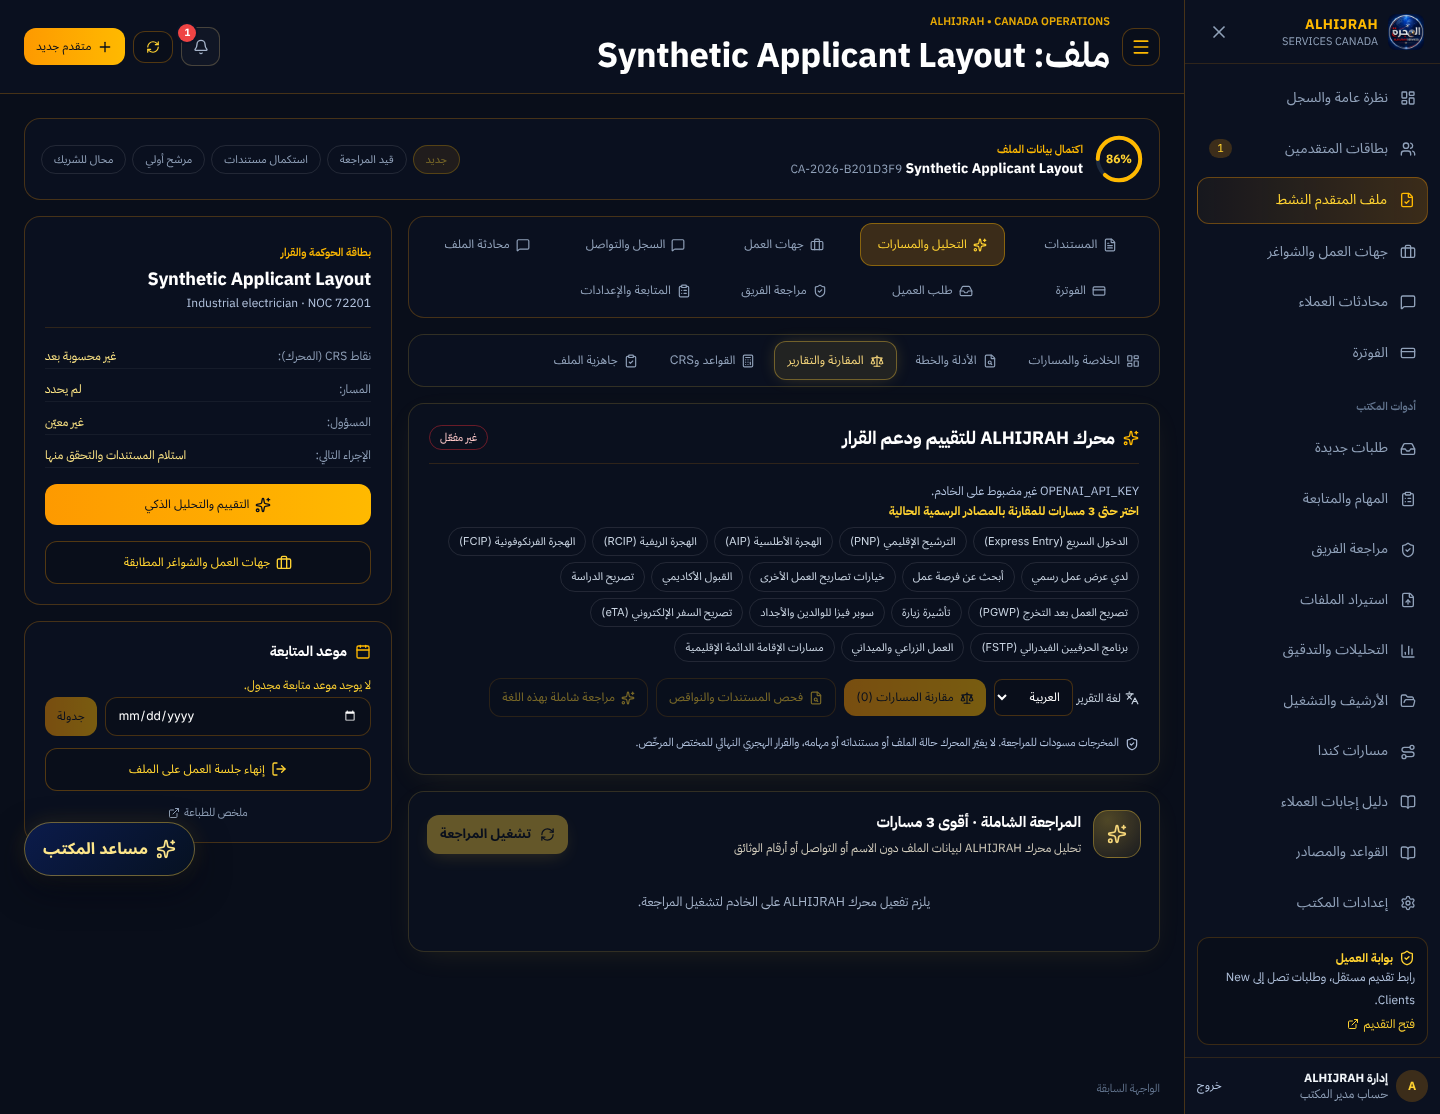 ALHIJRAH
SERVICES CANADA
نظرة عامة والسجل
بطاقات المتقدمين
1
ملف المتقدم النشط
جهات العمل والشواغر
محادثات العملاء
الفوترة
أدوات المكتب
طلبات جديدة
المهام والمتابعة
مراجعة الفريق
استيراد الملفات
التحليلات والتدقيق
الأرشيف والتشغيل
مسارات كندا
دليل إجابات العملاء
القواعد والمصادر
إعدادات المكتب
بوابة العميل
رابط تقديم مستقل، وطلبات تصل إلى New
Clients.
فتح التقديم
A
إدارة ALHIJRAH
حساب مدير المكتب
خروج
ALHIJRAH • CANADA OPERATIONS
ملف: Synthetic Applicant Layout
1
متقدم جديد
86%
اكتمال بيانات الملف
Synthetic Applicant Layout CA-2026-B201D3F9
جديد
قيد المراجعة
استكمال مستندات
مرشح أولي
محال للشريك
المستندات
التحليل والمسارات
جهات العمل
السجل والتواصل
محادثة الملف
الفوترة
طلب العميل
مراجعة الفريق
المتابعة والإعدادات
الخلاصة والمسارات
الأدلة والخطة
المقارنة والتقارير
القواعد وCRS
جاهزية الملف
محرك ALHIJRAH للتقييم ودعم القرار
غير مفعّل
OPENAI_API_KEY غير مضبوط على الخادم.
اختر حتى 3 مسارات للمقارنة بالمصادر الرسمية الحالية
الدخول السريع (Express Entry)
الترشيح الإقليمي (PNP)
الهجرة الأطلسية (AIP)
الهجرة الريفية (RCIP)
الهجرة الفرنكوفونية (FCIP)
لدي عرض عمل رسمي
أبحث عن فرصة عمل
خيارات تصاريح العمل الأخرى
القبول الأكاديمي
تصريح الدراسة
تصريح العمل بعد التخرج (PGWP)
تأشيرة زيارة
سوبر فيزا للوالدين والأجداد
تصريح السفر الإلكتروني (eTA)
برنامج الحرفيين الفيدرالي (FSTP)
العمل الزراعي والميداني
مسارات الإقامة الدائمة الإقليمية
لغة التقرير
العربية
مقارنة المسارات (0)
فحص المستندات والنواقص
مراجعة شاملة بهذه اللغة
المخرجات مسودات للمراجعة. لا يغيّر المحرك حالة الملف أو مستنداته أو مهامه، والقرار الهجري النهائي للمختص المرخّص.
المراجعة الشاملة · أقوى 3 مسارات
تحليل محرك ALHIJRAH لبيانات الملف دون الاسم أو التواصل أو أرقام الوثائق
تشغيل المراجعة
يلزم تفعيل محرك ALHIJRAH على الخادم لتشغيل المراجعة.
بطاقة الحوكمة والقرار
Synthetic Applicant Layout
Industrial electrician · NOC 72201
نقاط CRS (المحرك): غير محسوبة بعد
المسار: لم يحدد
المسؤول: غير معيّن
الإجراء التالي: استلام المستندات والتحقق منها
التقييم والتحليل الذكي
جهات العمل والشواغر المطابقة
موعد المتابعة
لا يوجد موعد متابعة مجدول.
mm/dd/yyyy
جدولة
إنهاء جلسة العمل على الملف
ملخص للطباعة
مساعد المكتب
الواجهة السابقة